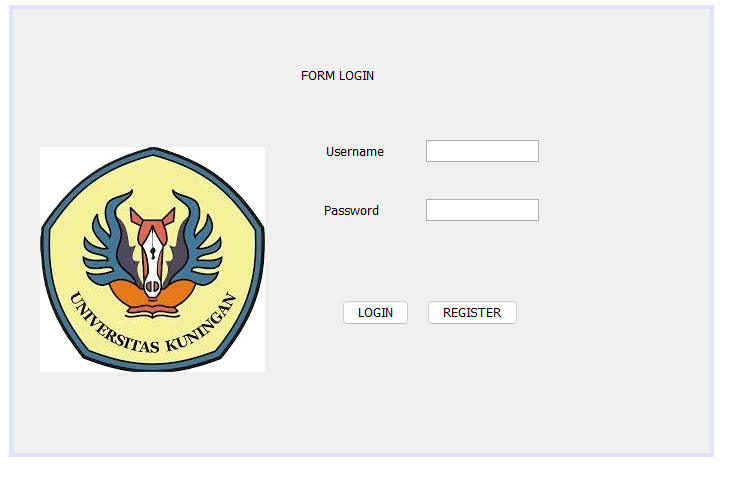 FORM LOGIN
Username
Password
UNIVERSITAS KUNINGAN
LOGIN
REGISTER